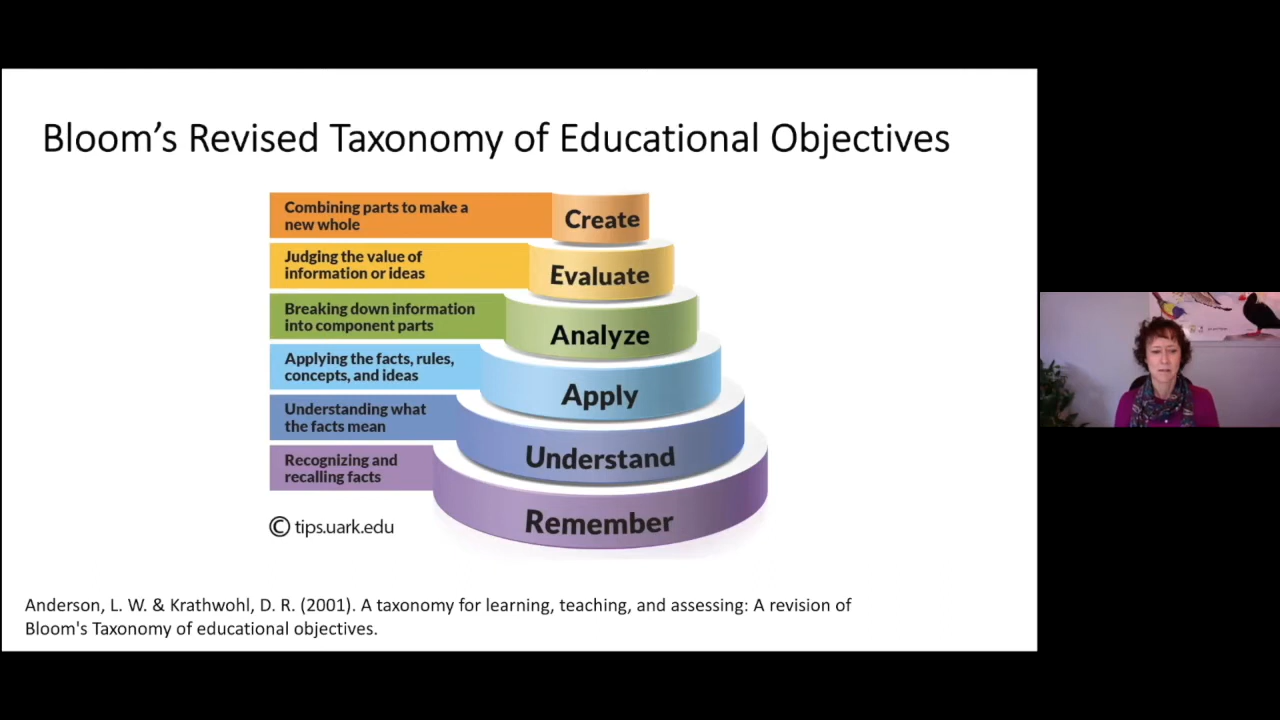 Bloom's Revised Taxonomy of Educational Objectives
Combining parts to make a
new whole
Create
Judging the value of
information or ideas
Evaluate
Breaking down information
into component parts
Analyze
Applying the facts, rules,
concepts, and ideas
Apply
Understanding what
the facts mean
Understand
Recognizing and
recalling facts
Remember
© tips.uark.edu
Anderson, L. W. & Krathwohl, D. R. (2001). A taxonomy for learning, teaching, and assessing: A revision of
Bloom's Taxonomy of educational objectives.